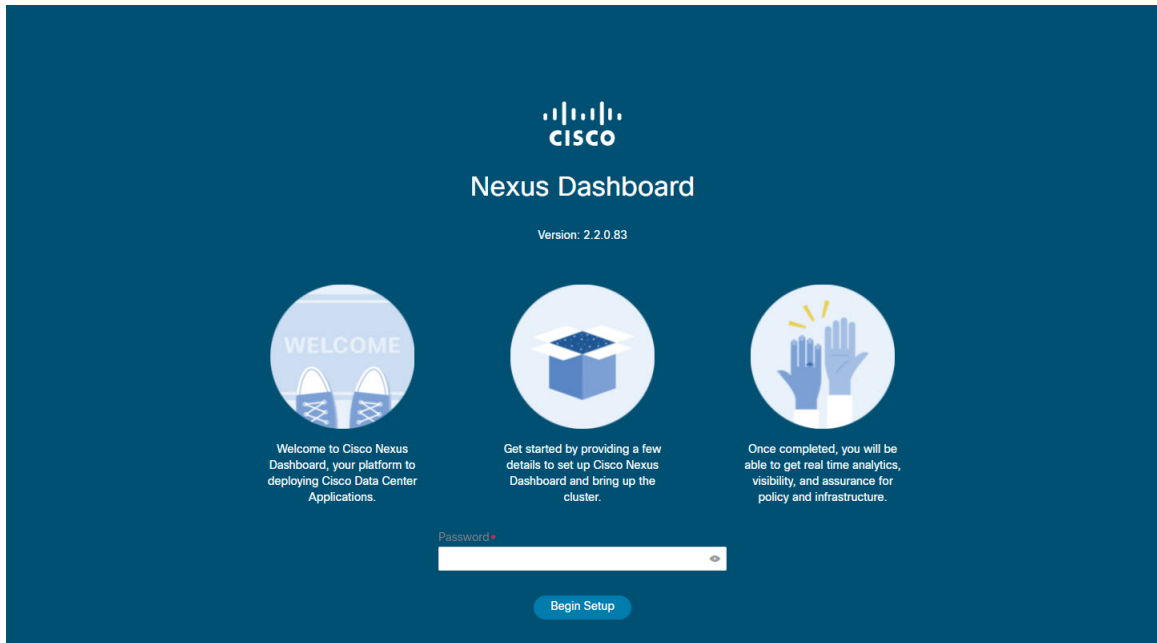 CISCO
Nexus Dashboard
Version: 2.2.0.83
WELCOME
Welcome to Cisco Nexus
Dashboard, your platform to
deploying Cisco Data Center
Applications.
Get started by providing a few
details to set up Cisco Nexus
Dashboard and bring up the
cluster.
Once completed, you will be
able to get real time analytics,
visibility, and assurance for
policy and infrastructure.
Password*
Begin Setup